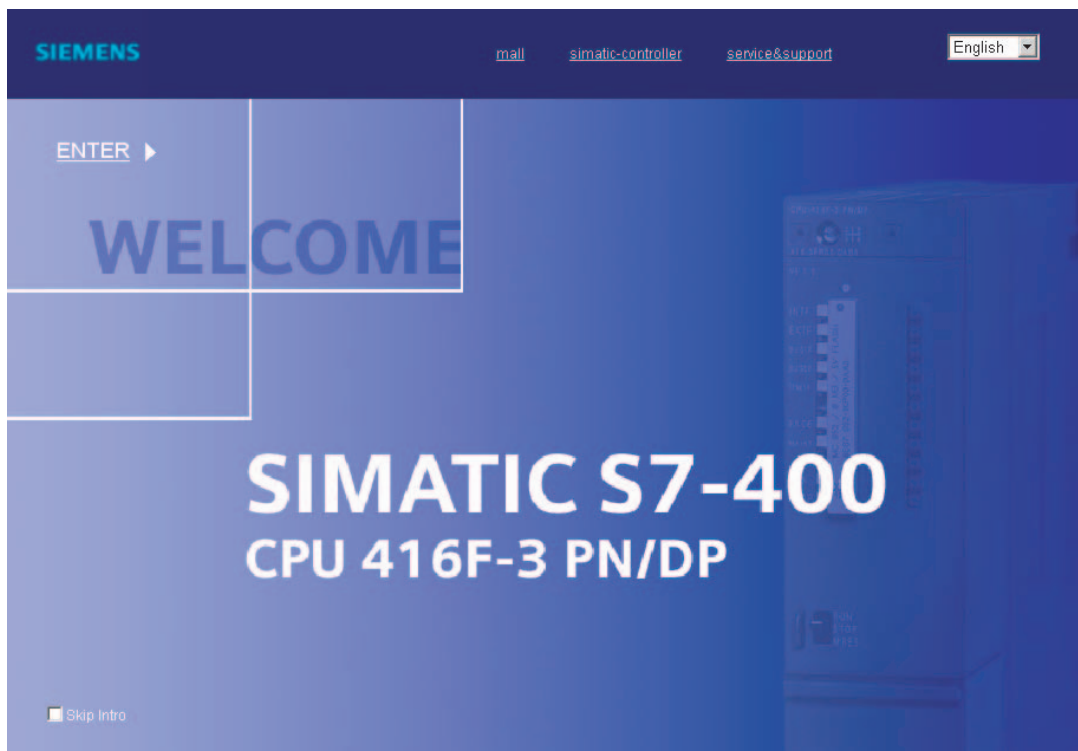 SIEMENS
mall simatic-controller service&support English
ENTER
WELCOME
SIMATIC S7-400
CPU 416F-3 PN/DP
Skip Intro